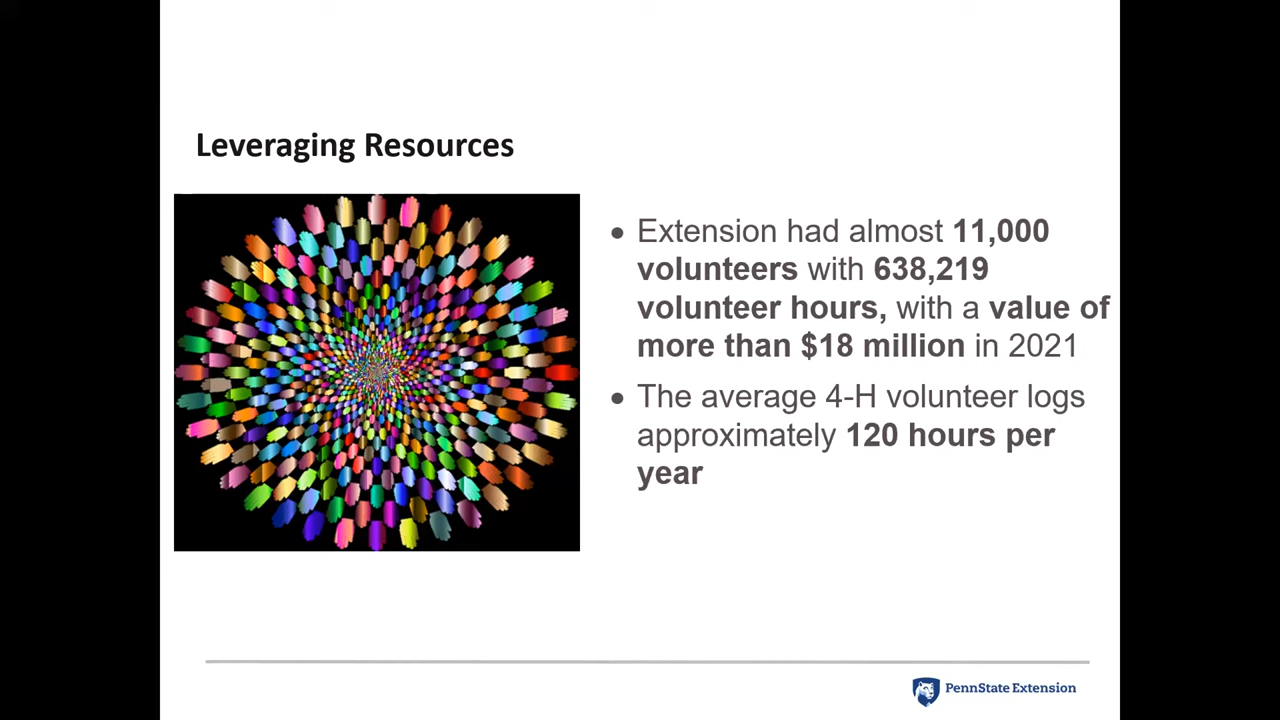 Leveraging Resources
• Extension had almost 11,000
volunteers with 638,219
volunteer hours, with a value of
more than $18 million in 2021
• The average 4-H volunteer logs
approximately 120 hours per
year
PennState Extension